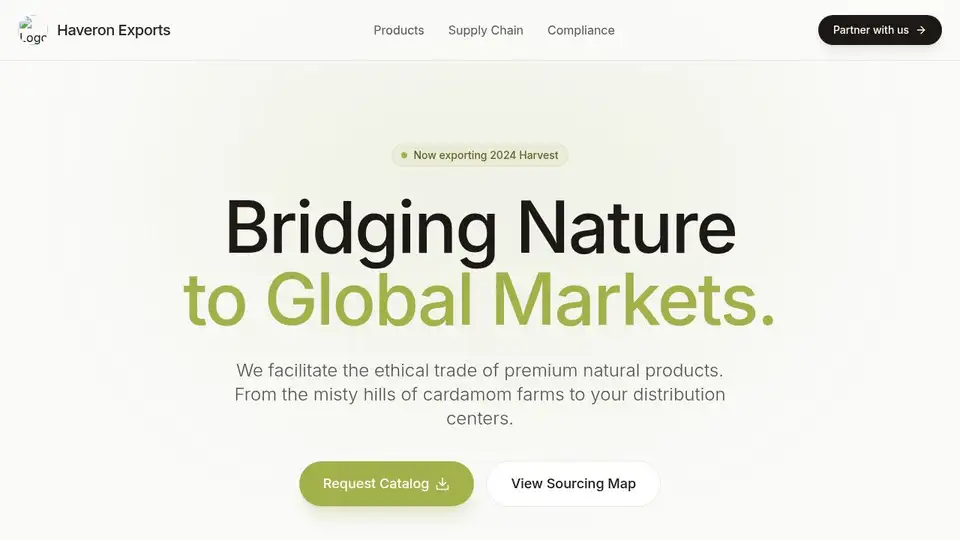 Logo
Haveron Exports
Products
Supply Chain
Compliance
Partner with us
Now exporting 2024 Harvest
Bridging Nature
to Global Markets.
We facilitate the ethical trade of premium natural products.
From the misty hills of cardamom farms to your distribution
centers.
Request Catalog
View Sourcing Map